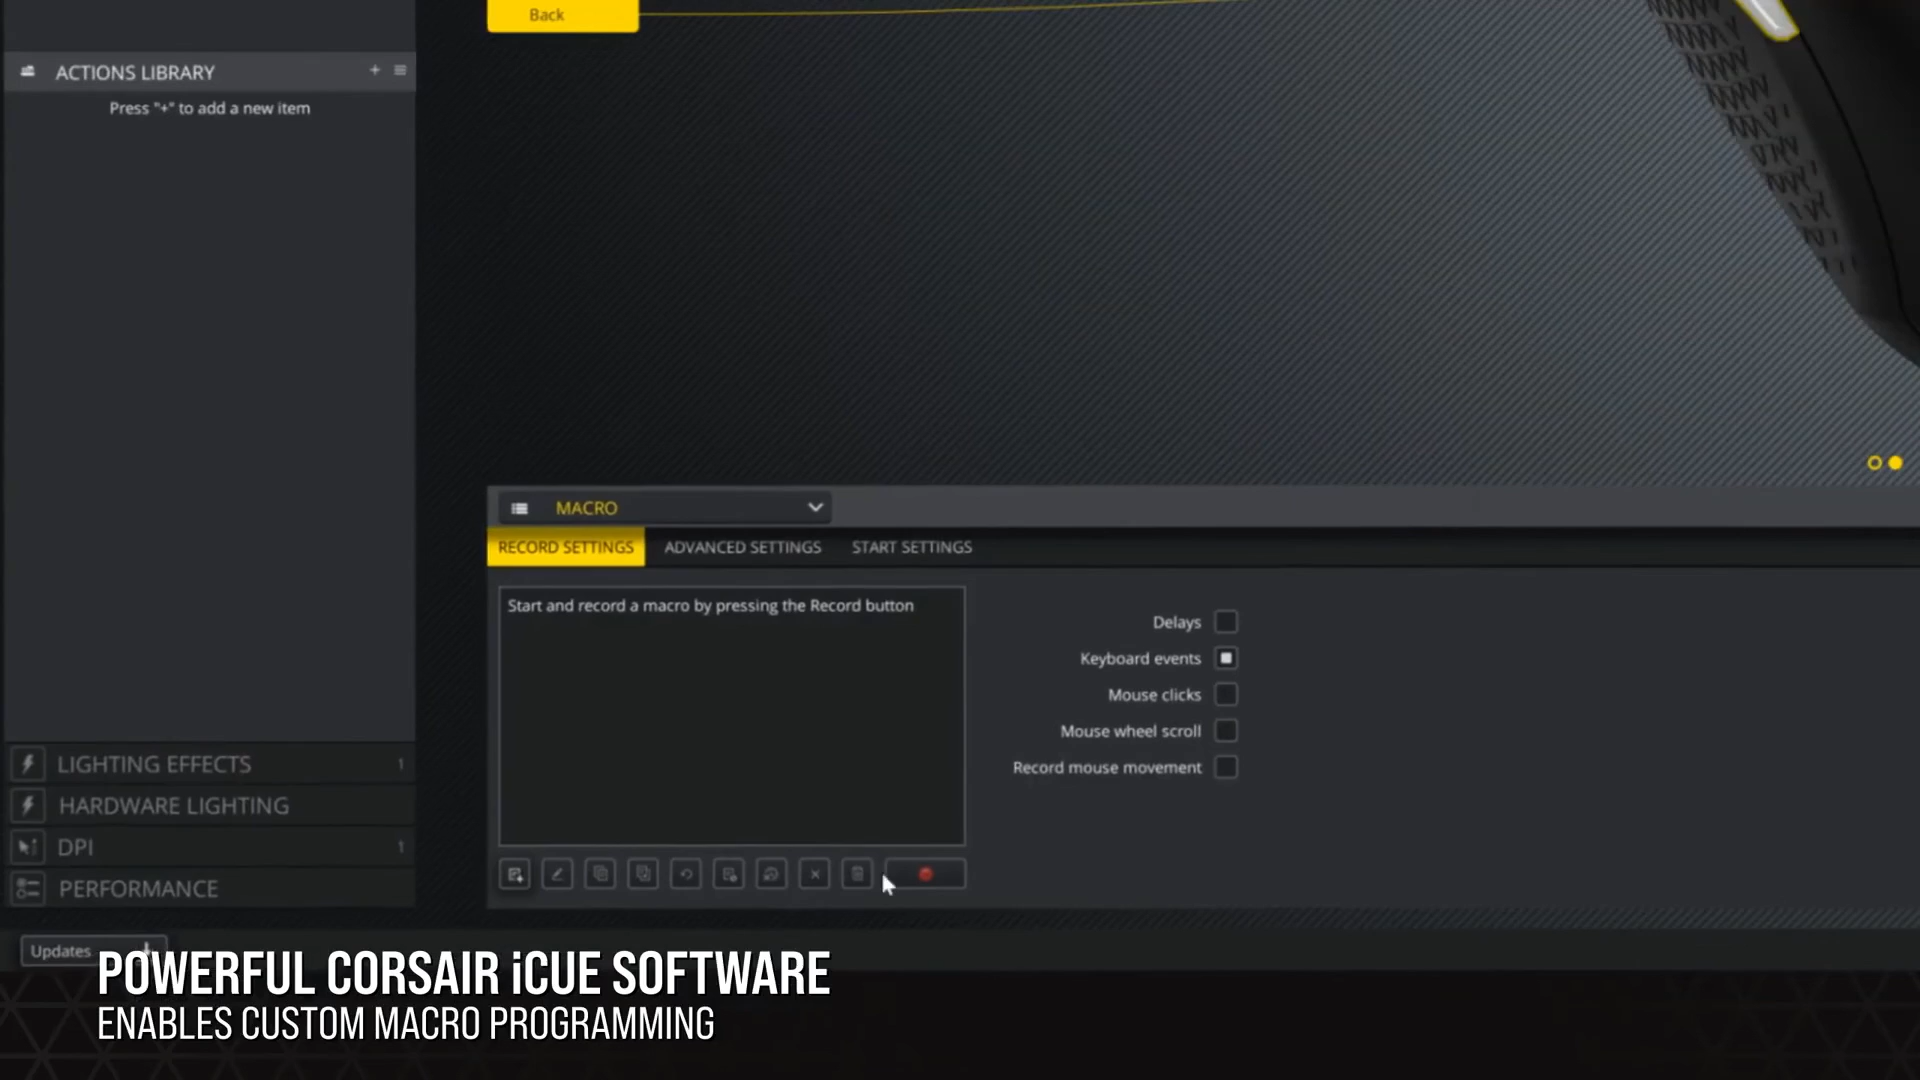 Back
ACTIONS LIBRARY
Press "+" to add a new item
MACRO
RECORD SETTINGS ADVANCED SETTINGS START SETTINGS
Start and record a macro by pressing the Record button
Delays
Keyboard events
Mouse clicks
Mouse wheel scroll
Record mouse movement
LIGHTING EFFECTS 1
HARDWARE LIGHTING
DPI 1
PERFORMANCE
Updates
POWERFUL CORSAIR iCUE SOFTWARE
ENABLES CUSTOM MACRO PROGRAMMING